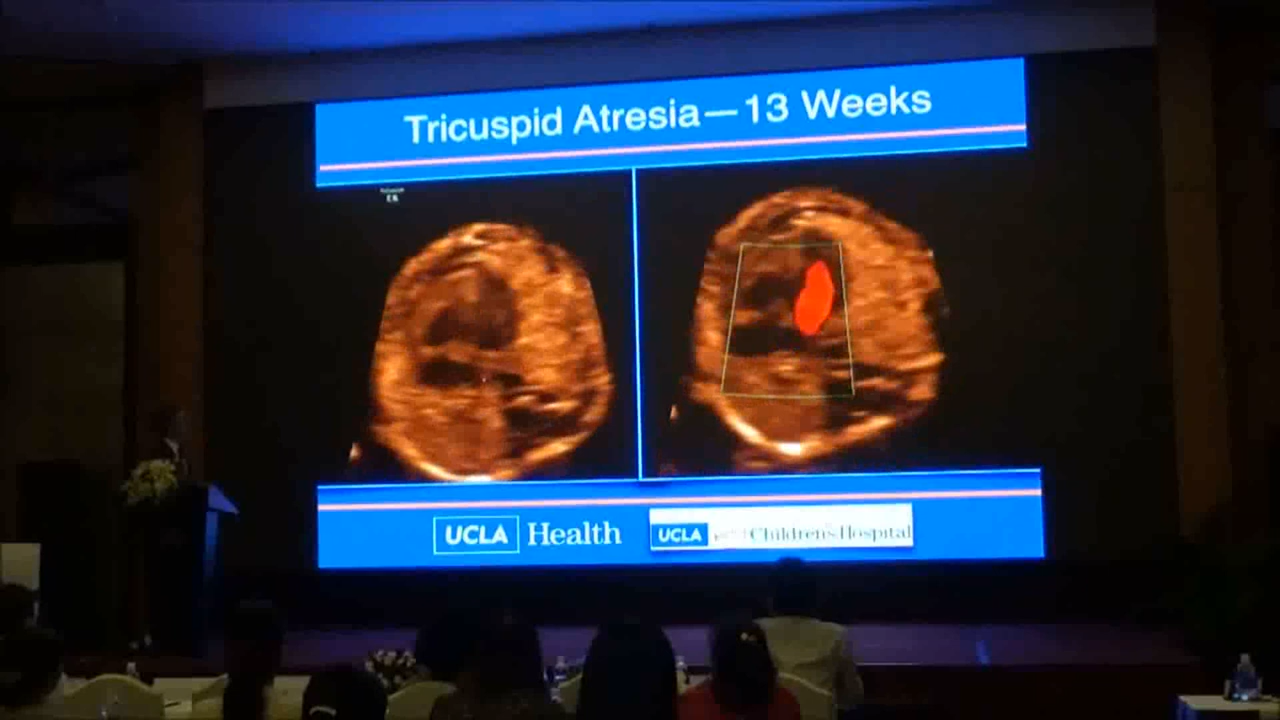 Tricuspid Atresia—13 Weeks
UCLA Health
UCLA Children's Hospital